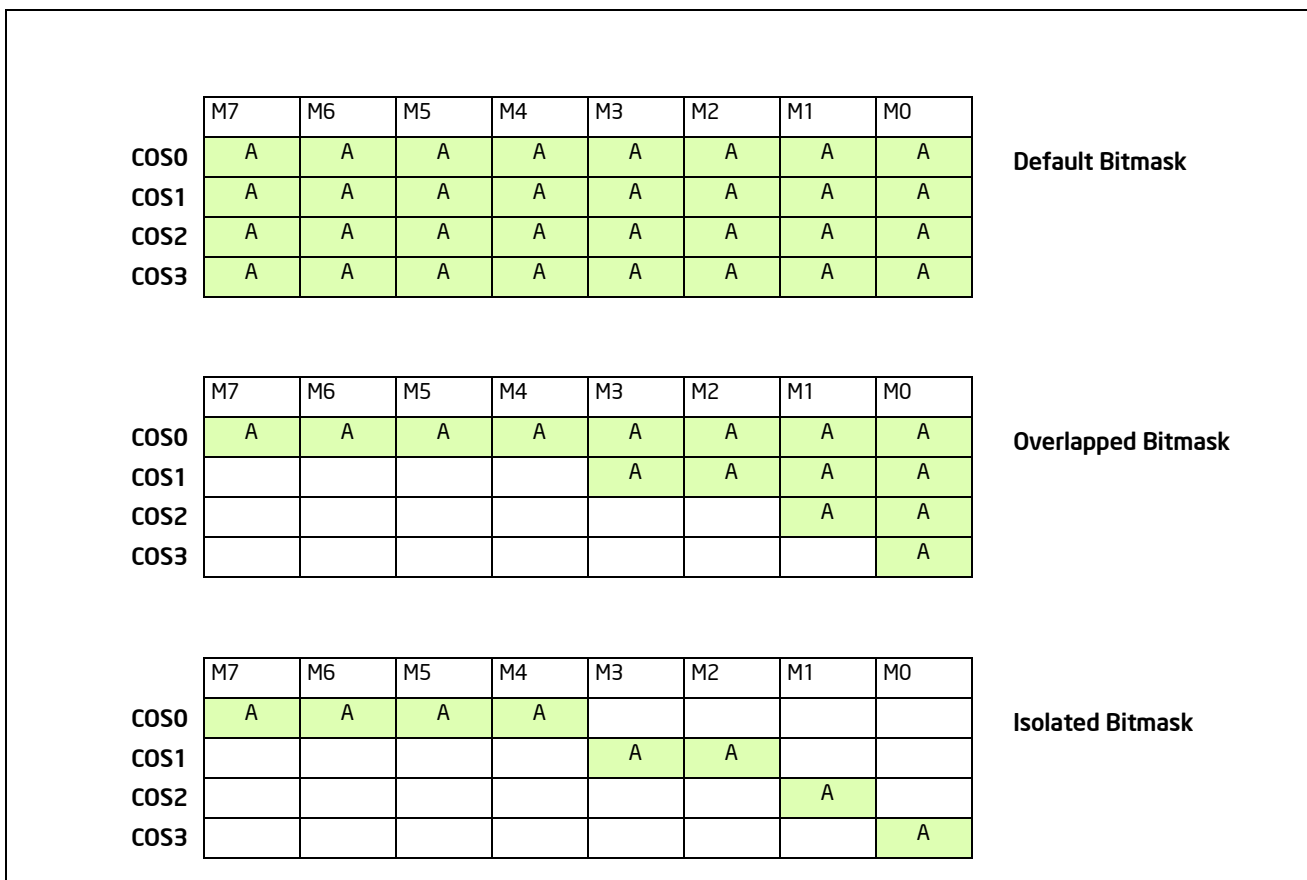 M7 M6 M5 M4 M3 M2 M1 M0
COS0 A A A A A A A A Default Bitmask
COS1 A A A A A A A A
COS2 A A A A A A A A
COS3 A A A A A A A A
M7 M6 M5 M4 M3 M2 M1 M0
COS0 A A A A A A A A Overlapped Bitmask
COS1 A A A A
COS2 A A
COS3 A
M7 M6 M5 M4 M3 M2 M1 M0
COS0 A A A A Isolated Bitmask
COS1 A A
COS2 A
COS3 A